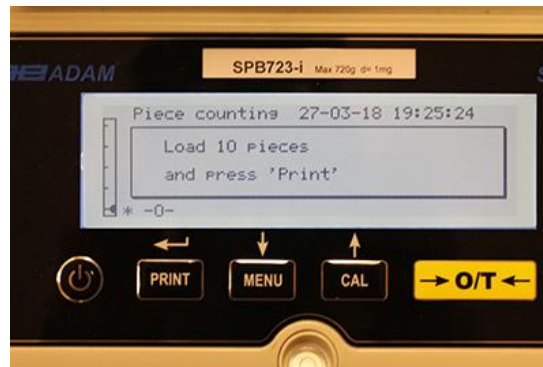 ADAM
SPB723-i Max 720g d= 1mg
S
Piece counting 27-03-18 19:25:24
Load 10 pieces
and press 'Print'
* -0-
PRINT
MENU
CAL
→ O/T ←